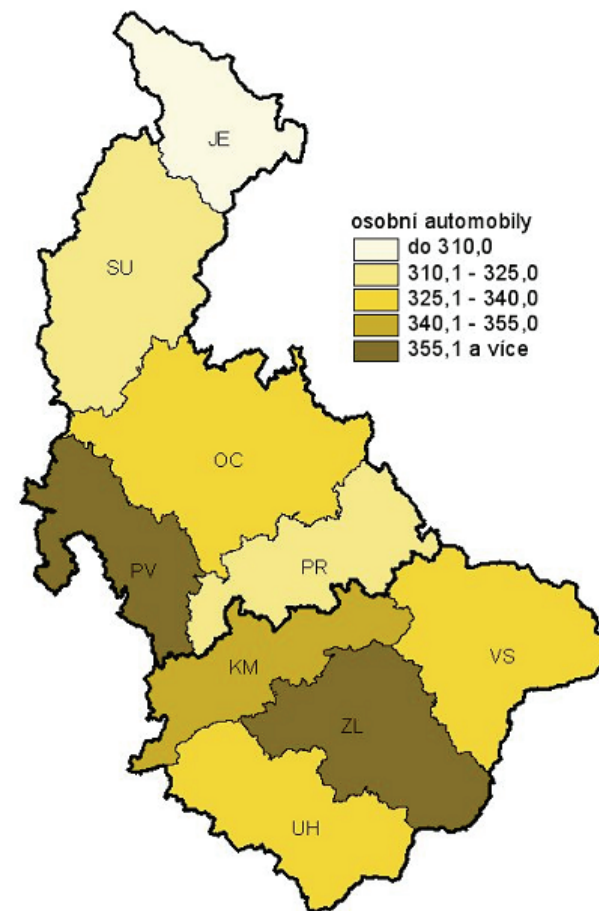 JE
SU
osobní automobily
do 310,0
310,1 - 325,0
325,1 - 340,0
340,1 - 355,0
355,1 a více
OC
PV
PR
KM
VS
ZL
UH